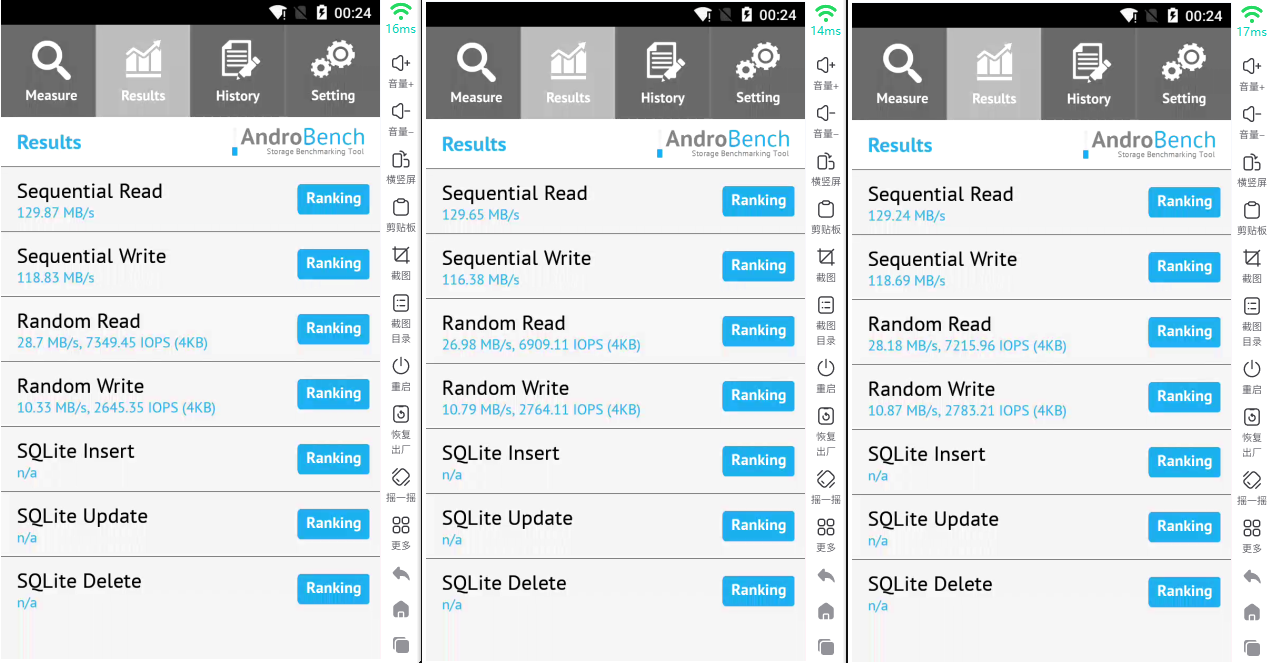 00:24
16ms
Measure
Results
History
Setting
Results
AndroBench
Storage Benchmarking Tool
Sequential Read
129.87 MB/s
Ranking
Sequential Write
118.83 MB/s
Ranking
Random Read
28.7 MB/s, 7349.45 IOPS (4KB)
Ranking
Random Write
10.33 MB/s, 2645.35 IOPS (4KB)
Ranking
SQLite Insert
n/a
Ranking
SQLite Update
n/a
Ranking
SQLite Delete
n/a
Ranking
音量+
音量-
横竖屏
剪贴板
截图
截图
目录
重启
恢复
出厂
摇一摇
更多
00:24
14ms
Measure
Results
History
Setting
Results
AndroBench
Storage Benchmarking Tool
Sequential Read
129.65 MB/s
Ranking
Sequential Write
116.38 MB/s
Ranking
Random Read
26.98 MB/s, 6909.11 IOPS (4KB)
Ranking
Random Write
10.79 MB/s, 2764.11 IOPS (4KB)
Ranking
SQLite Insert
n/a
Ranking
SQLite Update
n/a
Ranking
SQLite Delete
n/a
Ranking
音量+
音量-
横竖屏
剪贴板
截图
截图
目录
重启
恢复
出厂
摇一摇
更多
00:24
17ms
Measure
Results
History
Setting
Results
AndroBench
Storage Benchmarking Tool
Sequential Read
129.24 MB/s
Ranking
Sequential Write
118.69 MB/s
Ranking
Random Read
28.18 MB/s, 7215.96 IOPS (4KB)
Ranking
Random Write
10.87 MB/s, 2783.21 IOPS (4KB)
Ranking
SQLite Insert
n/a
Ranking
SQLite Update
n/a
Ranking
SQLite Delete
n/a
Ranking
音量+
音量-
横竖屏
剪贴板
截图
截图
目录
重启
恢复
出厂
摇一摇
更多